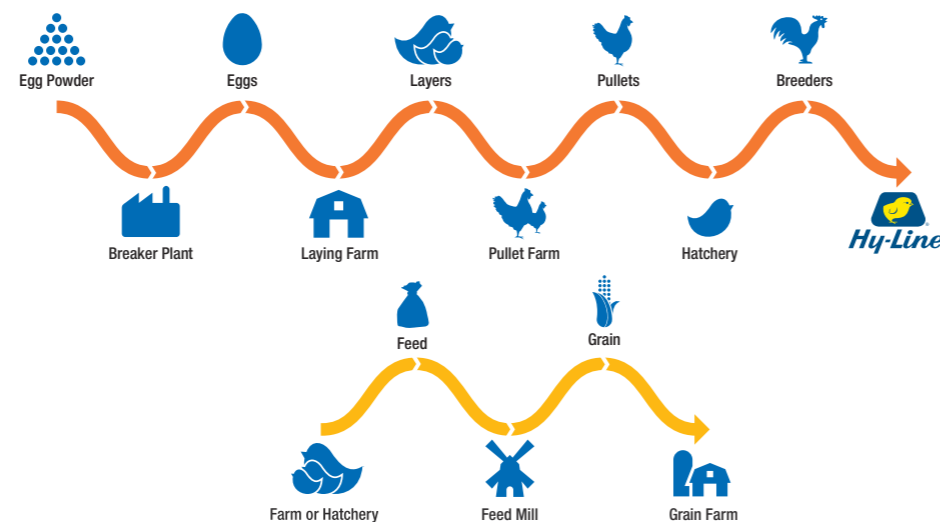 Egg Powder
Eggs
Layers
Pullets
Breeders
Breaker Plant
Laying Farm
Pullet Farm
Hatchery
Hy-Line
Feed
Grain
Farm or Hatchery
Feed Mill
Grain Farm